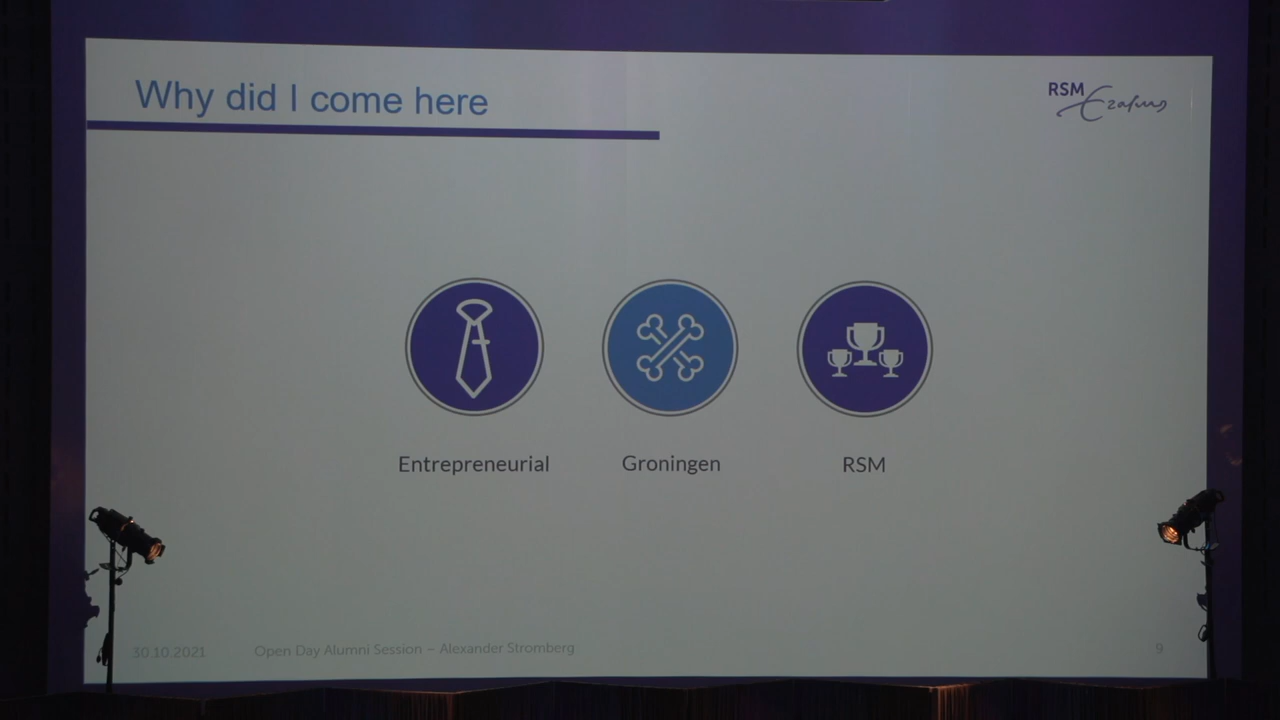 Why did I come here
RSM Erasmus
Entrepreneurial
Groningen
RSM
30.10.2021
Open Day Alumni Session – Alexander Stromberg
9